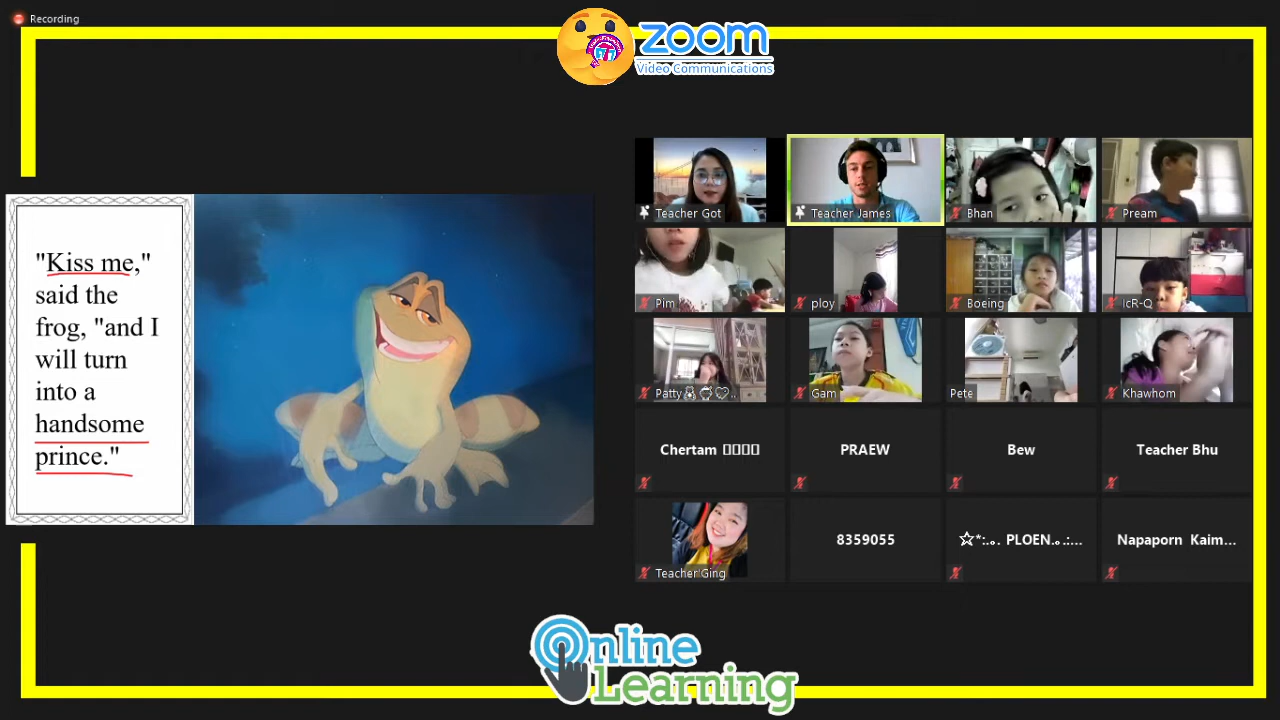 Recording
zoom
Video Communications
"Kiss me,"
said the
frog, "and I
will turn
into a
handsome
prince."
Teacher Got
Teacher James
Bhan
Pream
Pim
ploy
Boeing
IcR-Q
Patty
Gam
Pete
Khawhom
Chertam
PRAEW
Bew
Teacher Bhu
Teacher Ging
8359055
☆*:.｡. PLOEN.｡.:...
Napaporn Kaim...
Online
Learning